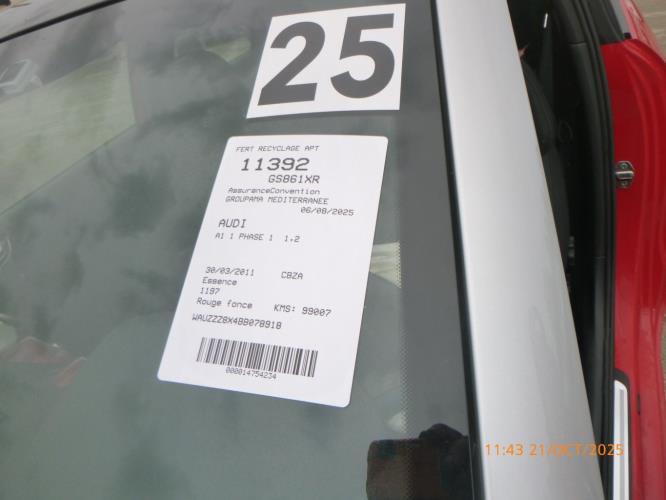 25
FERT RECYCLAGE APT
11392
GS861XR
AssuranceConvention
GROUPAMA MEDITERRANEE
06/08/2025
AUDI
A1 1 PHASE 1 1.2
30/03/2011 CBZA
Essence
1197
Rouge fonce KMS: 99007
WAUZZZ8X4BB078918
000014754234
11:43 21/OCT/2025